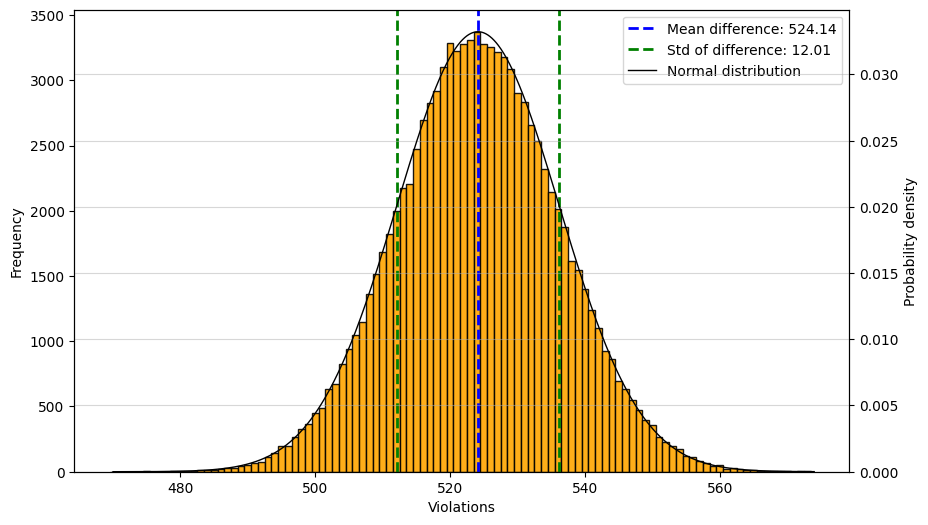 Mean difference: 524.14
Std of difference: 12.01
Normal distribution
3500
3000
2500
2000
1500
1000
500
0
Frequency
0.030
0.025
0.020
0.015
0.010
0.005
0.000
Probability density
480 500 520 540 560
Violations